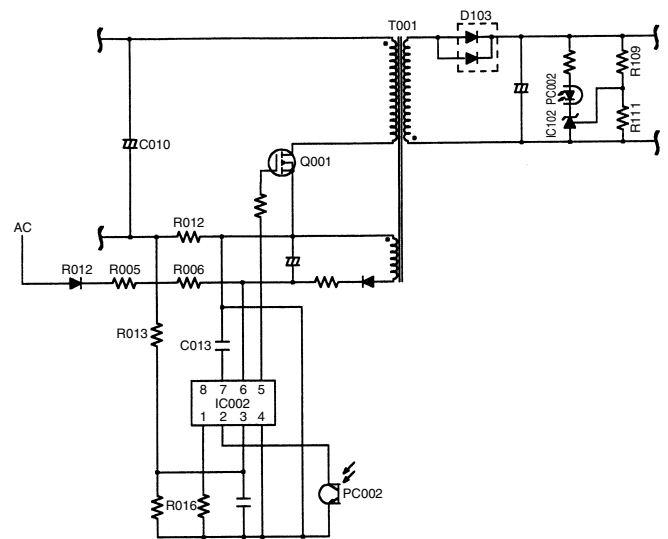 T001
D103
C010
Q001
PC002
IC102
R109
R111
R012
AC
R012
R005
R006
R013
C013
8 7 6 5
IC002
1 2 3 4
R016
PC002